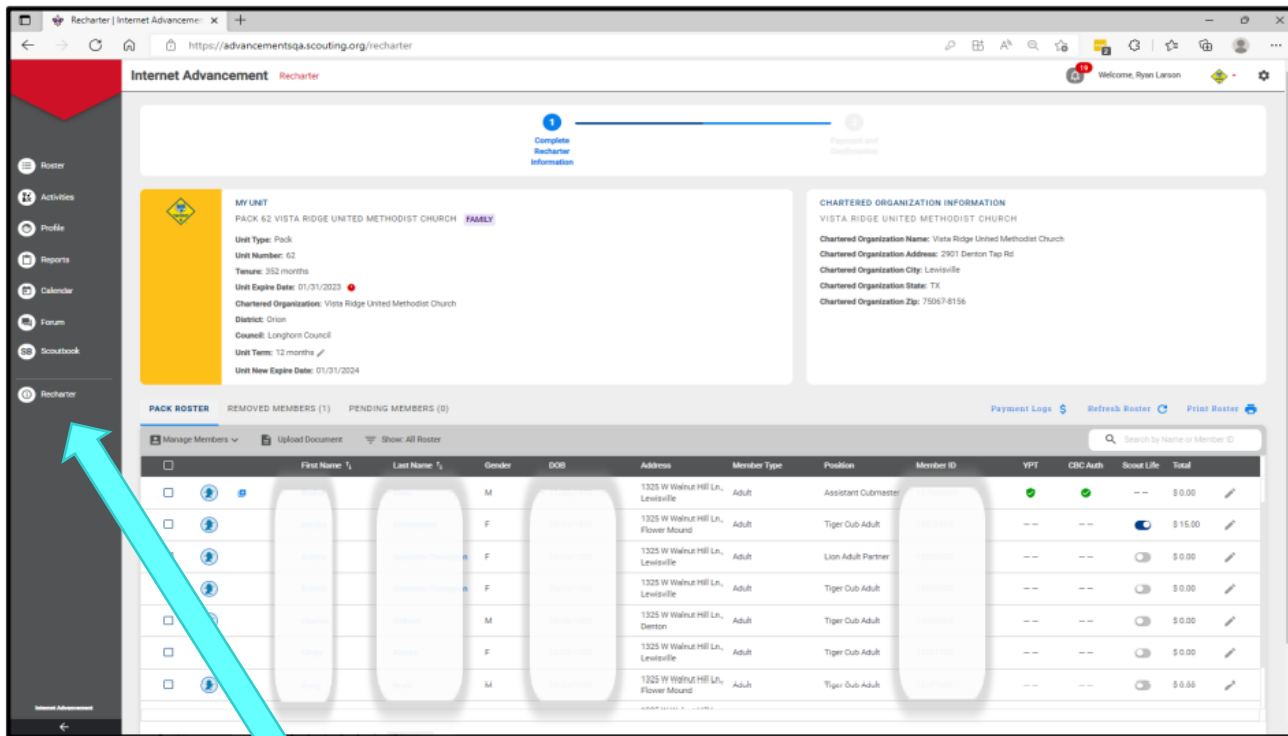 Recharter | Internet Advancemen
https://advancementsqa.scouting.org/recharter
2
Internet Advancement Recharter
19
Welcome, Ryan Larson
1
Complete
Recharter
Information
2
Payment and
Confirmation
Roster
Activities
Profile
Reports
Calendar
Forum
SB Scoutbook
Recharter
Internet Advancement
MY UNIT
PACK 62 VISTA RIDGE UNITED METHODIST CHURCH FAMILY
Unit Type: Pack
Unit Number: 62
Tenure: 352 months
Unit Expire Date: 01/31/2023
Chartered Organization: Vista Ridge United Methodist Church
District: Orion
Council: Longhorn Council
Unit Term: 12 months
Unit New Expire Date: 01/31/2024
CHARTERED ORGANIZATION INFORMATION
VISTA RIDGE UNITED METHODIST CHURCH
Chartered Organization Name: Vista Ridge United Methodist Church
Chartered Organization Address: 2901 Denton Tap Rd
Chartered Organization City: Lewisville
Chartered Organization State: TX
Chartered Organization Zip: 75067-8156
PACK ROSTER REMOVED MEMBERS (1) PENDING MEMBERS (0) Payment Logs $ Refresh Roster Print Roster
Manage Members Upload Document Show: All Roster Search by Name or Member ID
First Name Last Name Gender DOB Address Member Type Position Member ID YPT CBC Auth Scout Life Total
M 1325 W Walnut Hill Ln., Adult Assistant Cubmaster -- $ 0.00
Lewisville
F 1325 W Walnut Hill Ln., Adult Tiger Cub Adult -- -- $ 15.00
Flower Mound
F 1325 W Walnut Hill Ln., Adult Lion Adult Partner -- -- $ 0.00
Lewisville
F 1325 W Walnut Hill Ln., Adult Tiger Cub Adult -- -- $ 0.00
Lewisville
M 1325 W Walnut Hill Ln., Adult Tiger Cub Adult -- -- $ 0.00
Denton
F 1325 W Walnut Hill Ln., Adult Tiger Cub Adult -- -- $ 0.00
Lewisville
M 1325 W Walnut Hill Ln., Adult Tiger Cub Adult -- -- $ 0.00
Flower Mound